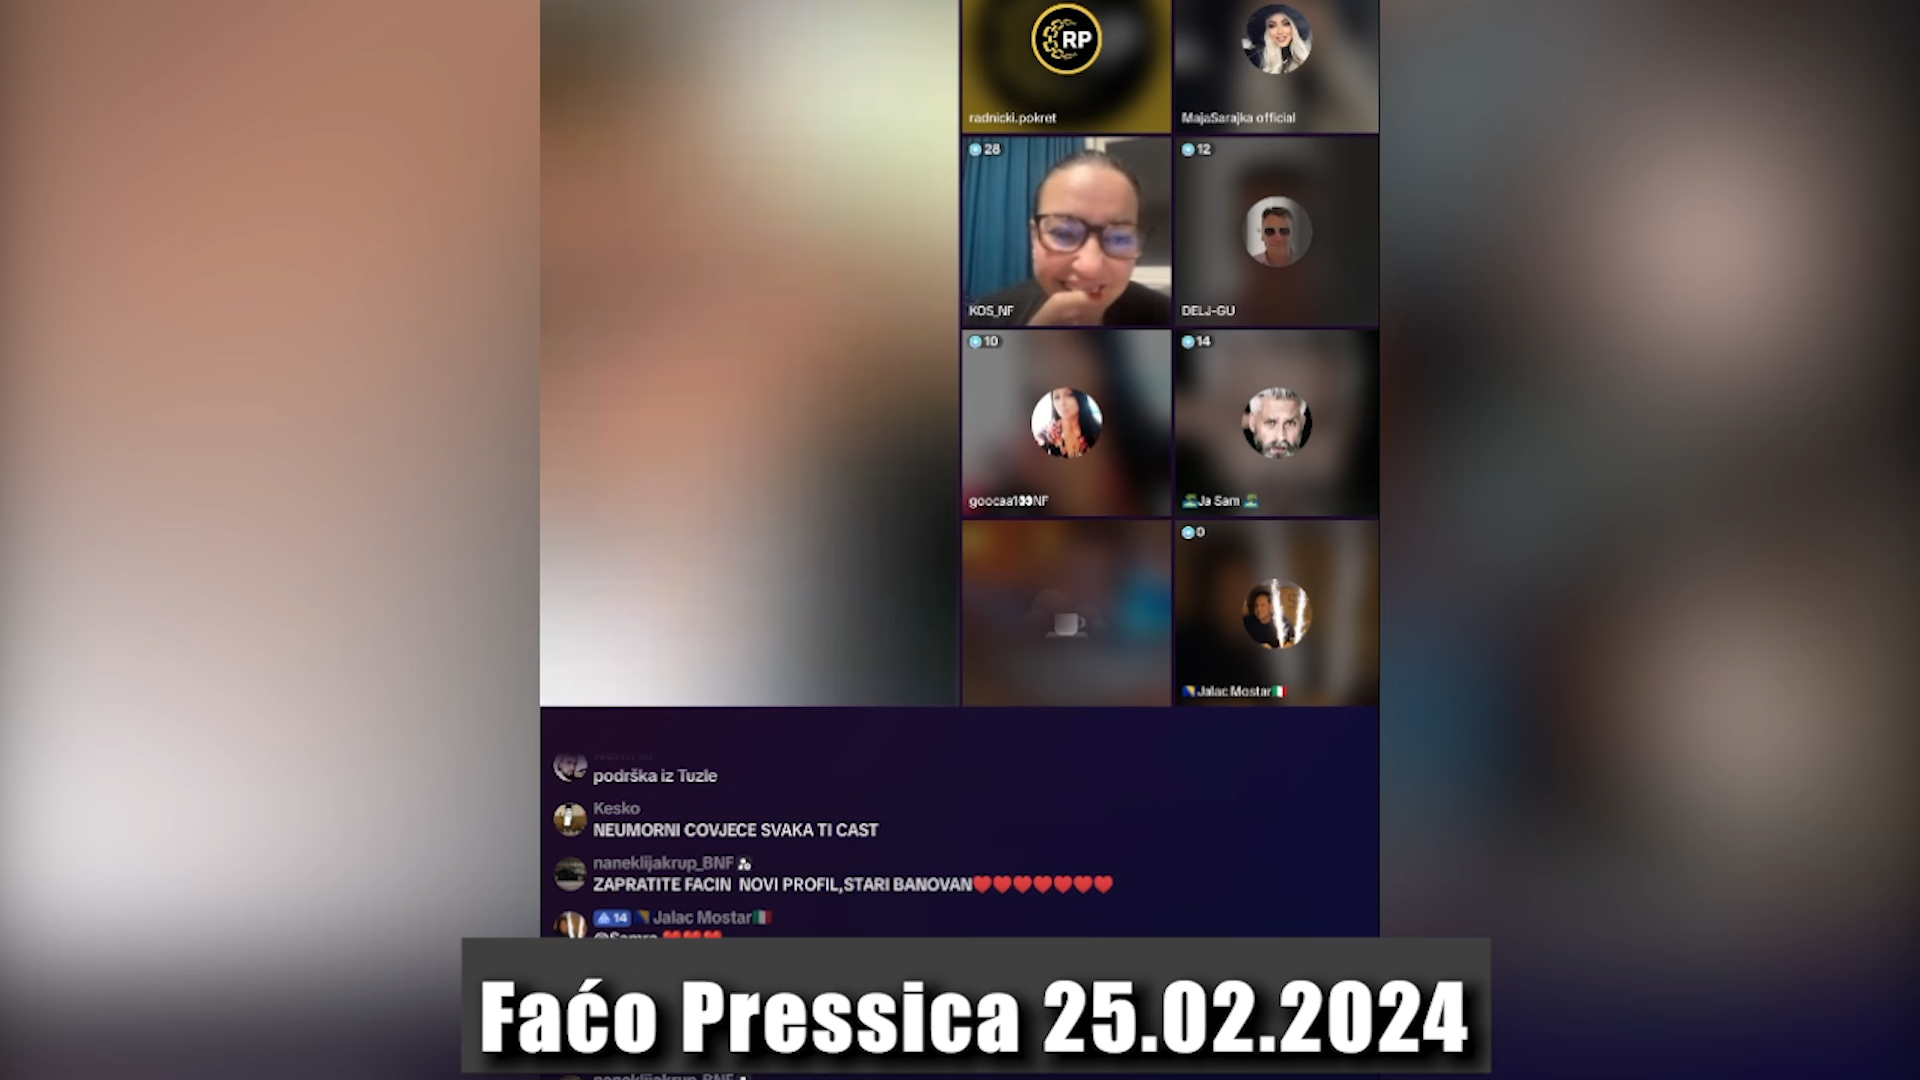 RP
radnicki.pokret
MajaSarajka official
28
KOS_NF
12
DELJ-GU
10
goocaa1👀NF
14
🏝️Ja Sam 🏝️
0
🇧🇦Jalac Mostar🇮🇹
podrška iz Tuzle
Kesko
NEUMORNI COVJECE SVAKA TI CAST
naneklijakrup_BNF
ZAPRATITE FACIN NOVI PROFIL,STARI BANOVAN❤️❤️❤️❤️❤️❤️❤️
14 🇧🇦Jalac Mostar🇮🇹
Faćo Pressica 25.02.2024